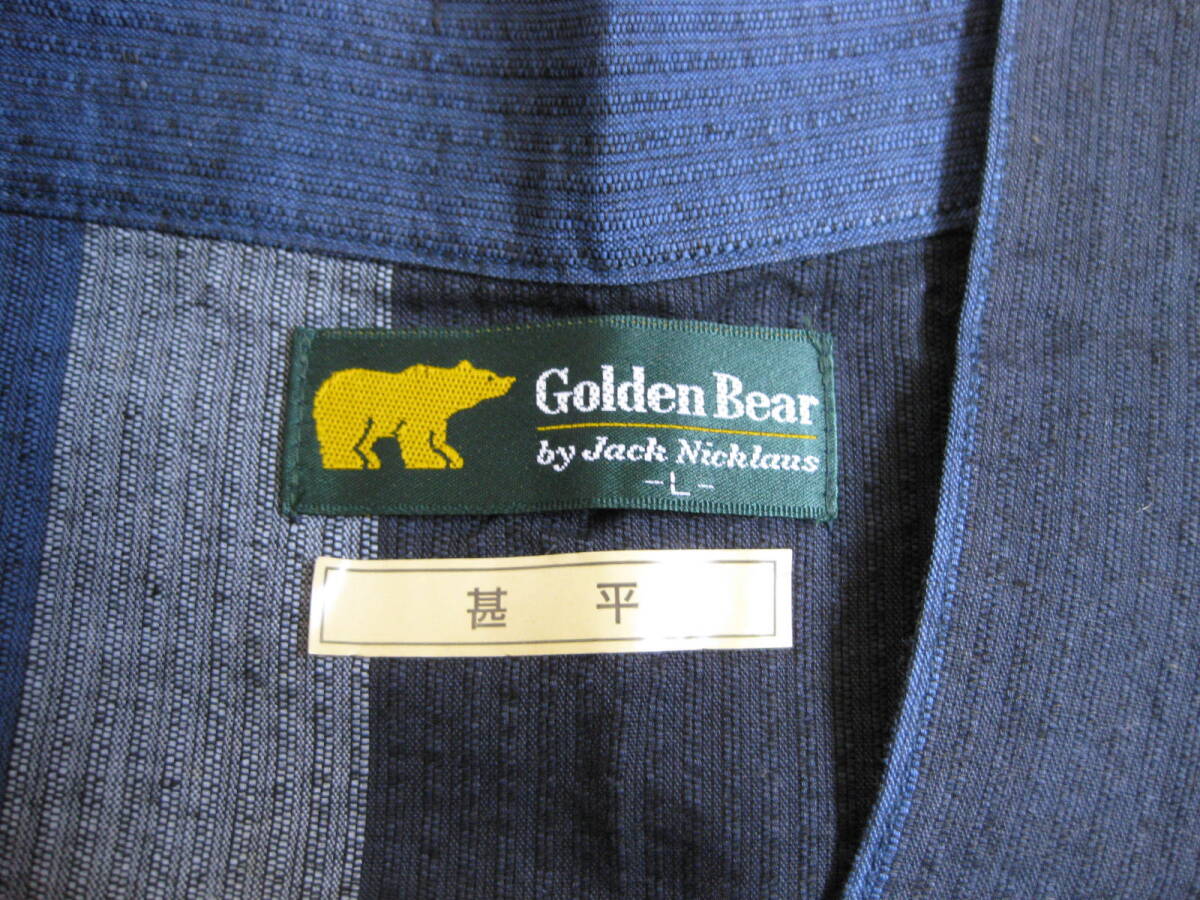 Golden Bear
by Jack Nicklaus
-L-
甚平